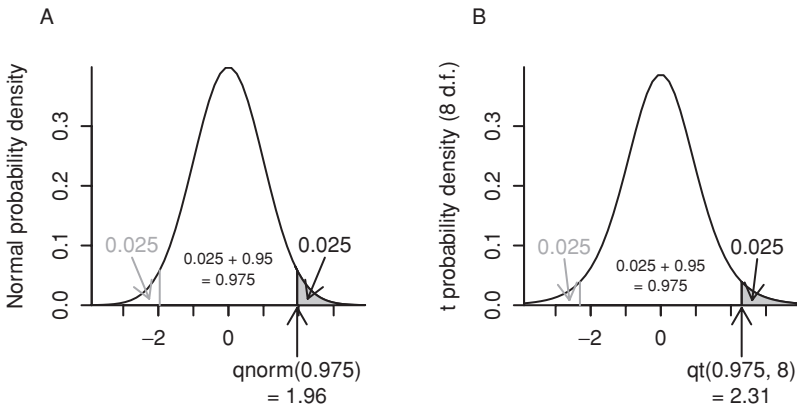 A
Normal probability density
0.0
0.1
0.2
0.3
−2
0
0.025
0.025 + 0.95
= 0.975
0.025
qnorm(0.975)
= 1.96
B
t probability density (8 d.f.)
0.0
0.1
0.2
0.3
−2
0
0.025
0.025 + 0.95
= 0.975
0.025
qt(0.975, 8)
= 2.31